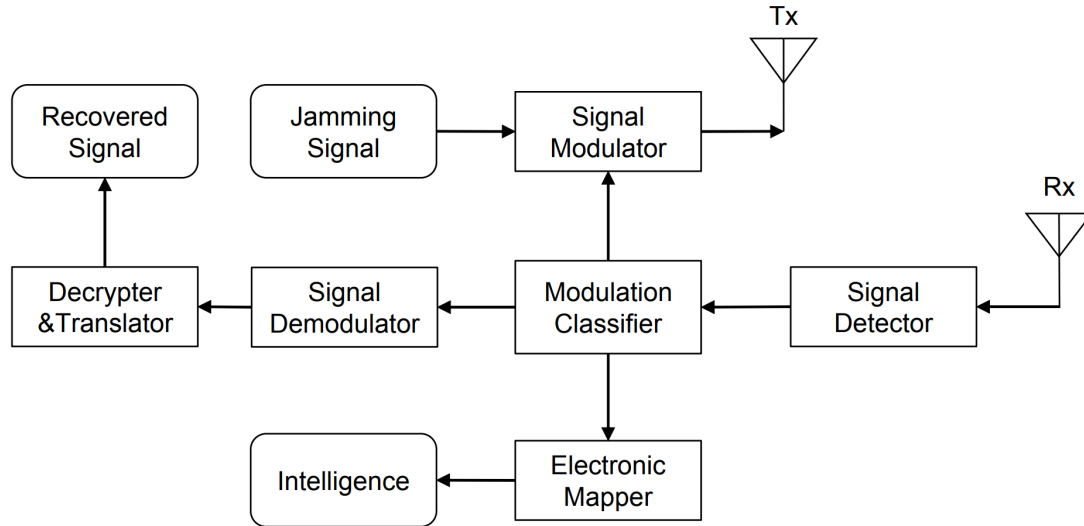 Tx
Recovered
Signal
Jamming
Signal
Signal
Modulator
Rx
Decrypter
&Translator
Signal
Demodulator
Modulation
Classifier
Signal
Detector
Intelligence
Electronic
Mapper